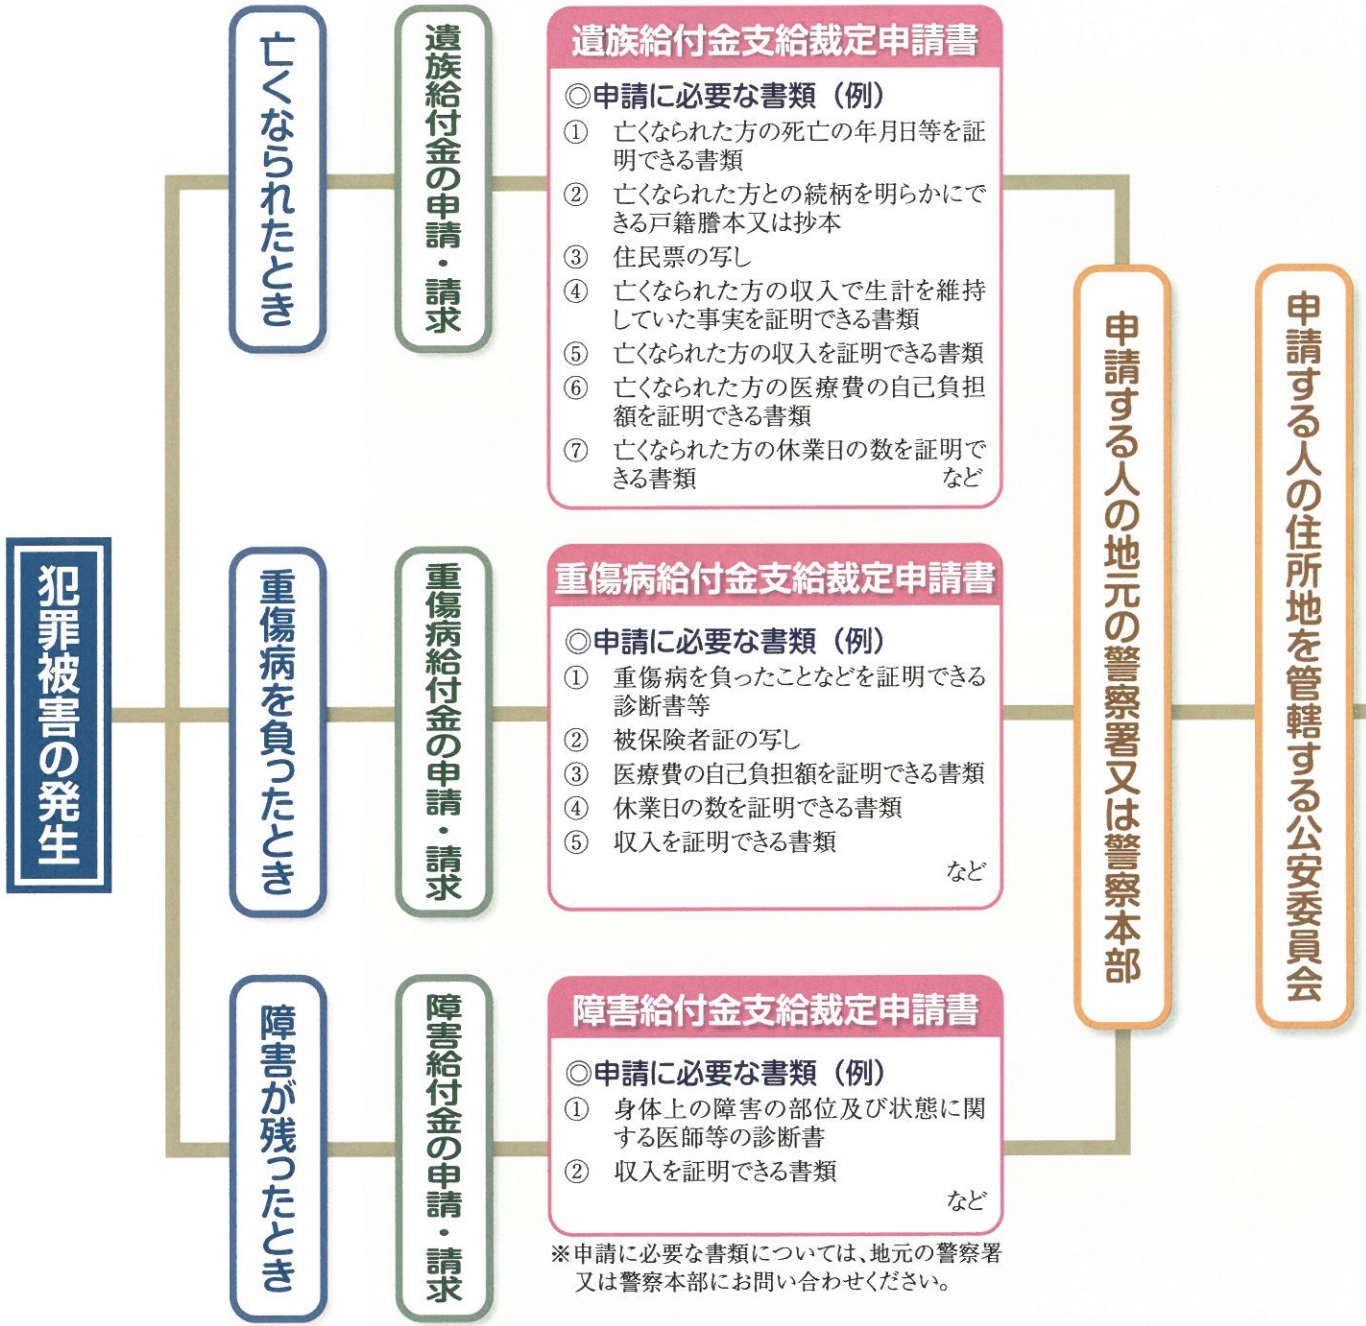 犯罪被害の発生
亡くなられたとき
遺族給付金の申請・請求
遺族給付金支給裁定申請書
◎申請に必要な書類（例）
① 亡くなられた方の死亡の年月日等を証
明できる書類
② 亡くなられた方との続柄を明らかにで
きる戸籍謄本又は抄本
③ 住民票の写し
④ 亡くなられた方の収入で生計を維持
していた事実を証明できる書類
⑤ 亡くなられた方の収入を証明できる書類
⑥ 亡くなられた方の医療費の自己負担
額を証明できる書類
⑦ 亡くなられた方の休業日の数を証明で
きる書類 など
重傷病を負ったとき
重傷病給付金の申請・請求
重傷病給付金支給裁定申請書
◎申請に必要な書類（例）
① 重傷病を負ったことなどを証明できる
診断書等
② 被保険者証の写し
③ 医療費の自己負担額を証明できる書類
④ 休業日の数を証明できる書類
⑤ 収入を証明できる書類
など
障害が残ったとき
障害給付金の申請・請求
障害給付金支給裁定申請書
◎申請に必要な書類（例）
① 身体上の障害の部位及び状態に関
する医師等の診断書
② 収入を証明できる書類
など
※申請に必要な書類については、地元の警察署
又は警察本部にお問い合わせください。
申請する人の地元の警察署又は警察本部
申請する人の住所地を管轄する公安委員会